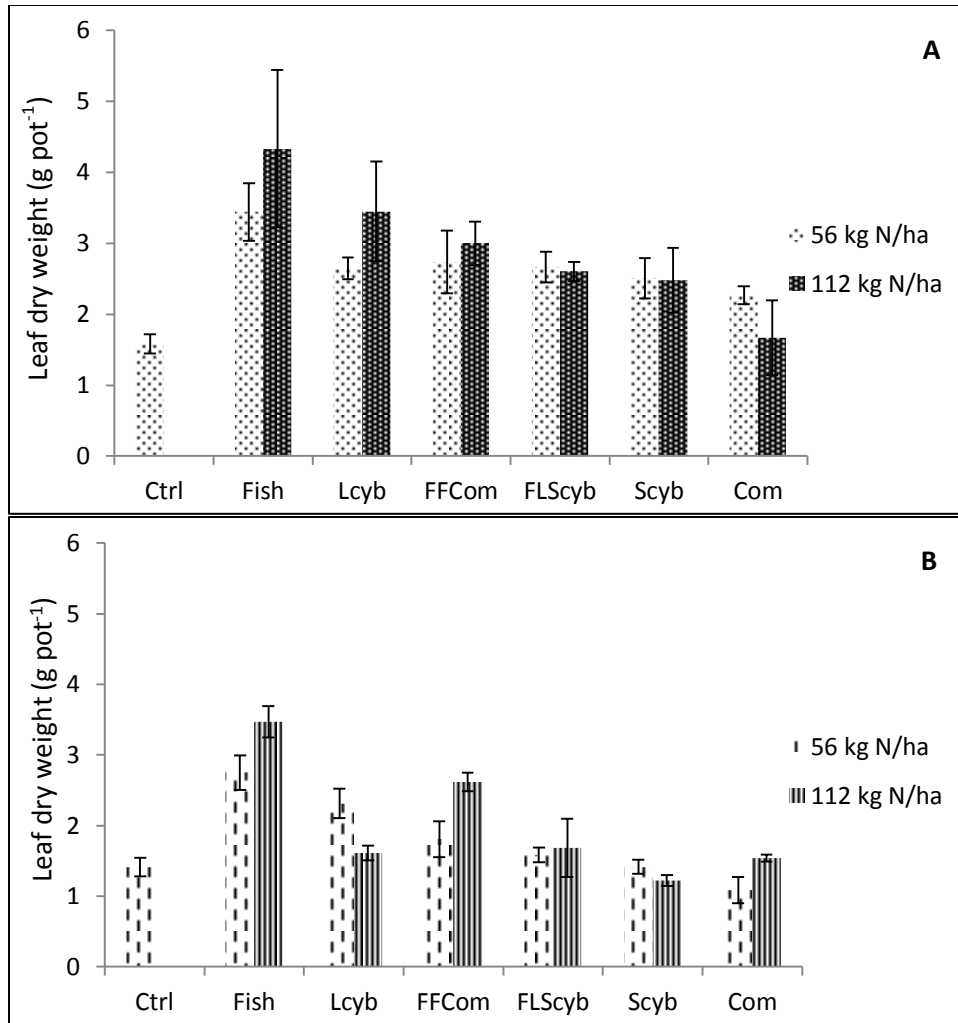 A
Leaf dry weight (g pot⁻¹)
6
5
4
3
2
1
0
Ctrl Fish Lcyb FFCom FLScyb Scyb Com
56 kg N/ha
112 kg N/ha
B
Leaf dry weight (g pot⁻¹)
6
5
4
3
2
1
0
Ctrl Fish Lcyb FFCom FLScyb Scyb Com
56 kg N/ha
112 kg N/ha